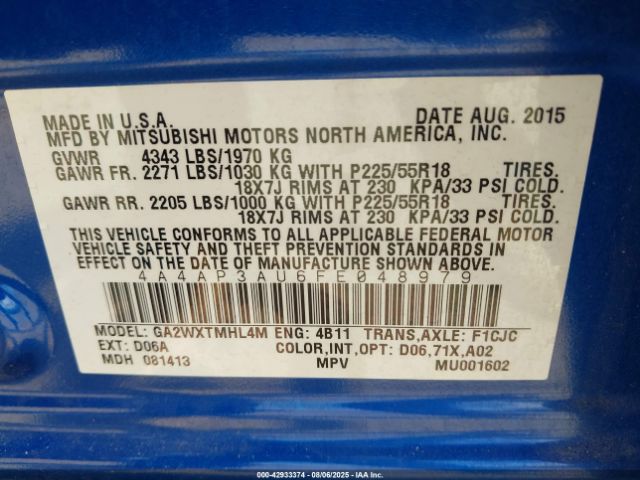 MADE IN U.S.A. DATE AUG. 2015
MFD BY MITSUBISHI MOTORS NORTH AMERICA, INC.
GVWR 4343 LBS/1970 KG
GAWR FR. 2271 LBS/1030 KG WITH P225/55R18 TIRES.
18X7J RIMS AT 230 KPA/33 PSI COLD.
GAWR RR. 2205 LBS/1000 KG WITH P225/55R18 TIRES.
18X7J RIMS AT 230 KPA/33 PSI COLD.
THIS VEHICLE CONFORMS TO ALL APPLICABLE FEDERAL MOTOR
VEHICLE SAFETY AND THEFT PREVENTION STANDARDS IN
EFFECT ON THE DATE OF MANUFACTURE SHOWN ABOVE.
4A4AP3AU6FE048979
MODEL: GA2WXTMHL4M ENG: 4B11 TRANS,AXLE: F1CJC
EXT: D06A COLOR,INT,OPT: D06,71X,A02
MDH 081413 MPV MU001602
000-42933374 - 08/06/2025 - IAA Inc.